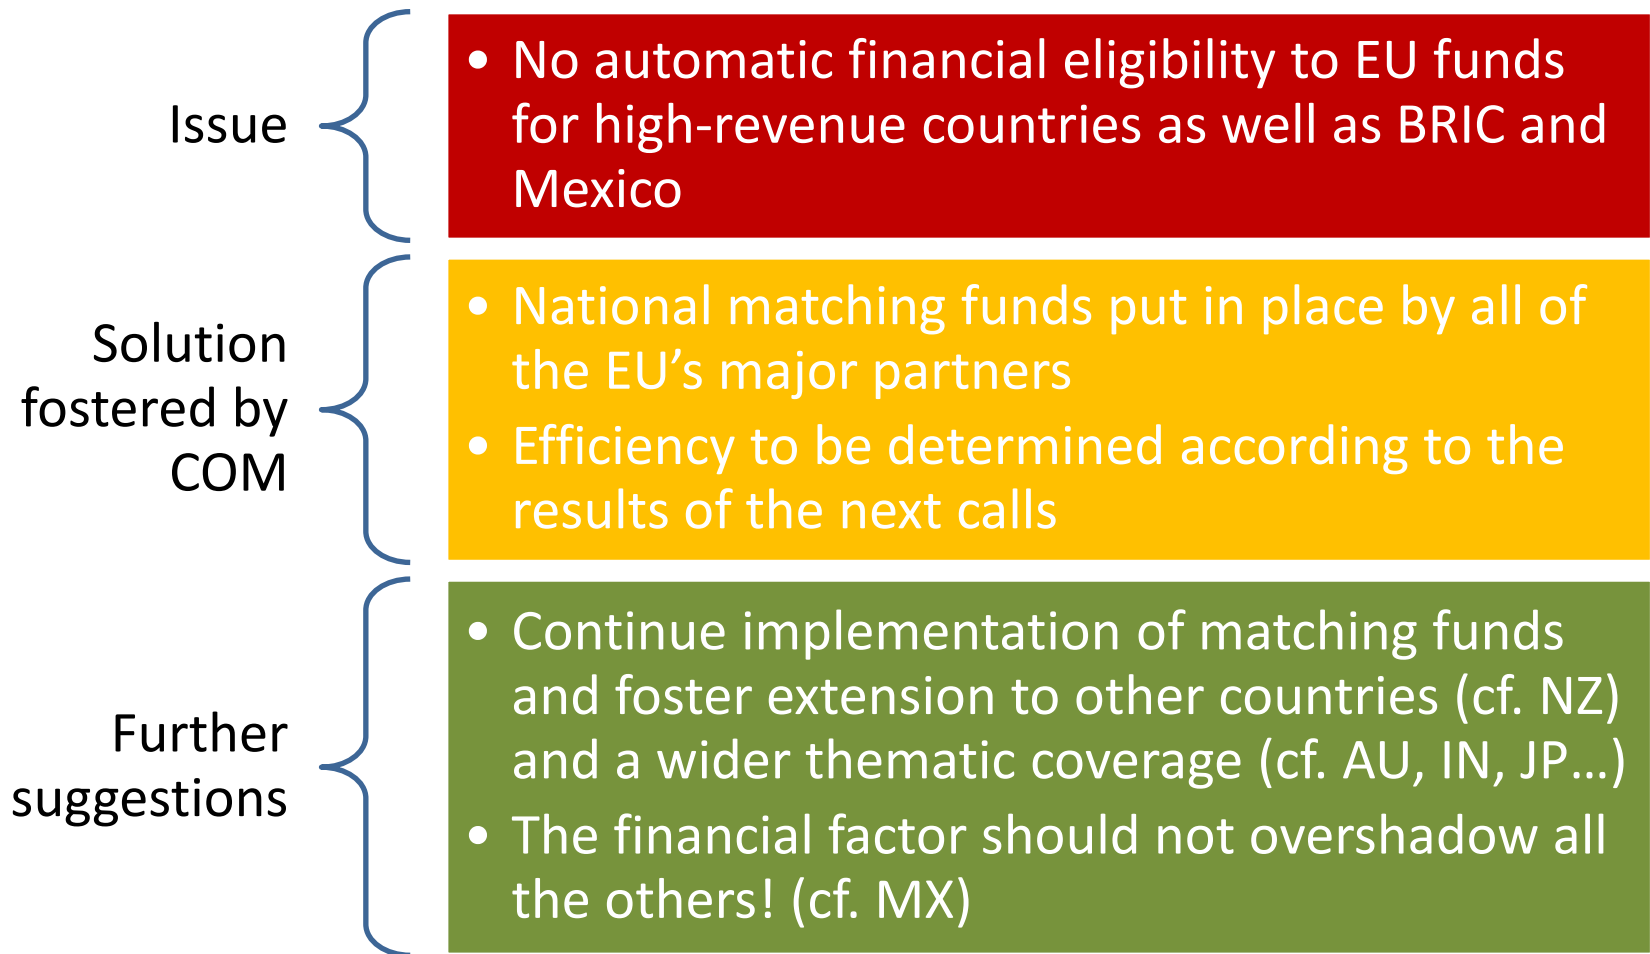 Issue
• No automatic financial eligibility to EU funds
for high-revenue countries as well as BRIC and
Mexico
Solution
fostered by
COM
• National matching funds put in place by all of
the EU’s major partners
• Efficiency to be determined according to the
results of the next calls
Further
suggestions
• Continue implementation of matching funds
and foster extension to other countries (cf. NZ)
and a wider thematic coverage (cf. AU, IN, JP…)
• The financial factor should not overshadow all
the others! (cf. MX)